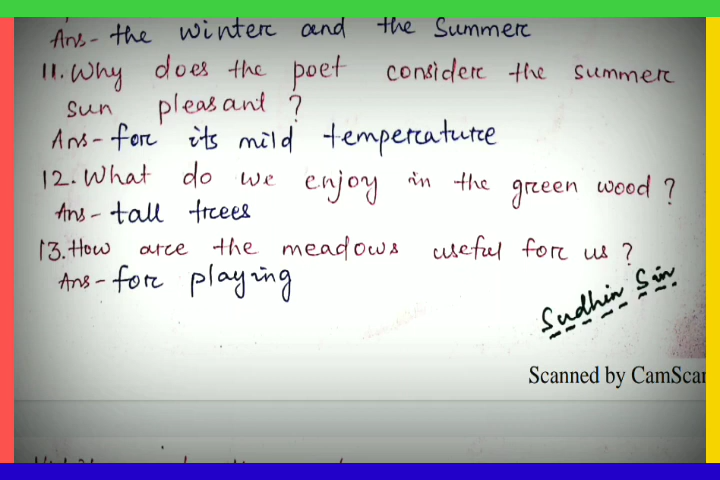 Ans- the winter and the Summer
11. Why does the poet consider the summer
sun pleasant ?
Ans- for its mild temperature
12. What do we enjoy in the green wood ?
Ans- tall trees
13. How are the meadows useful for us ?
Ans- for playing
Sudhir Sir
Scanned by CamScan